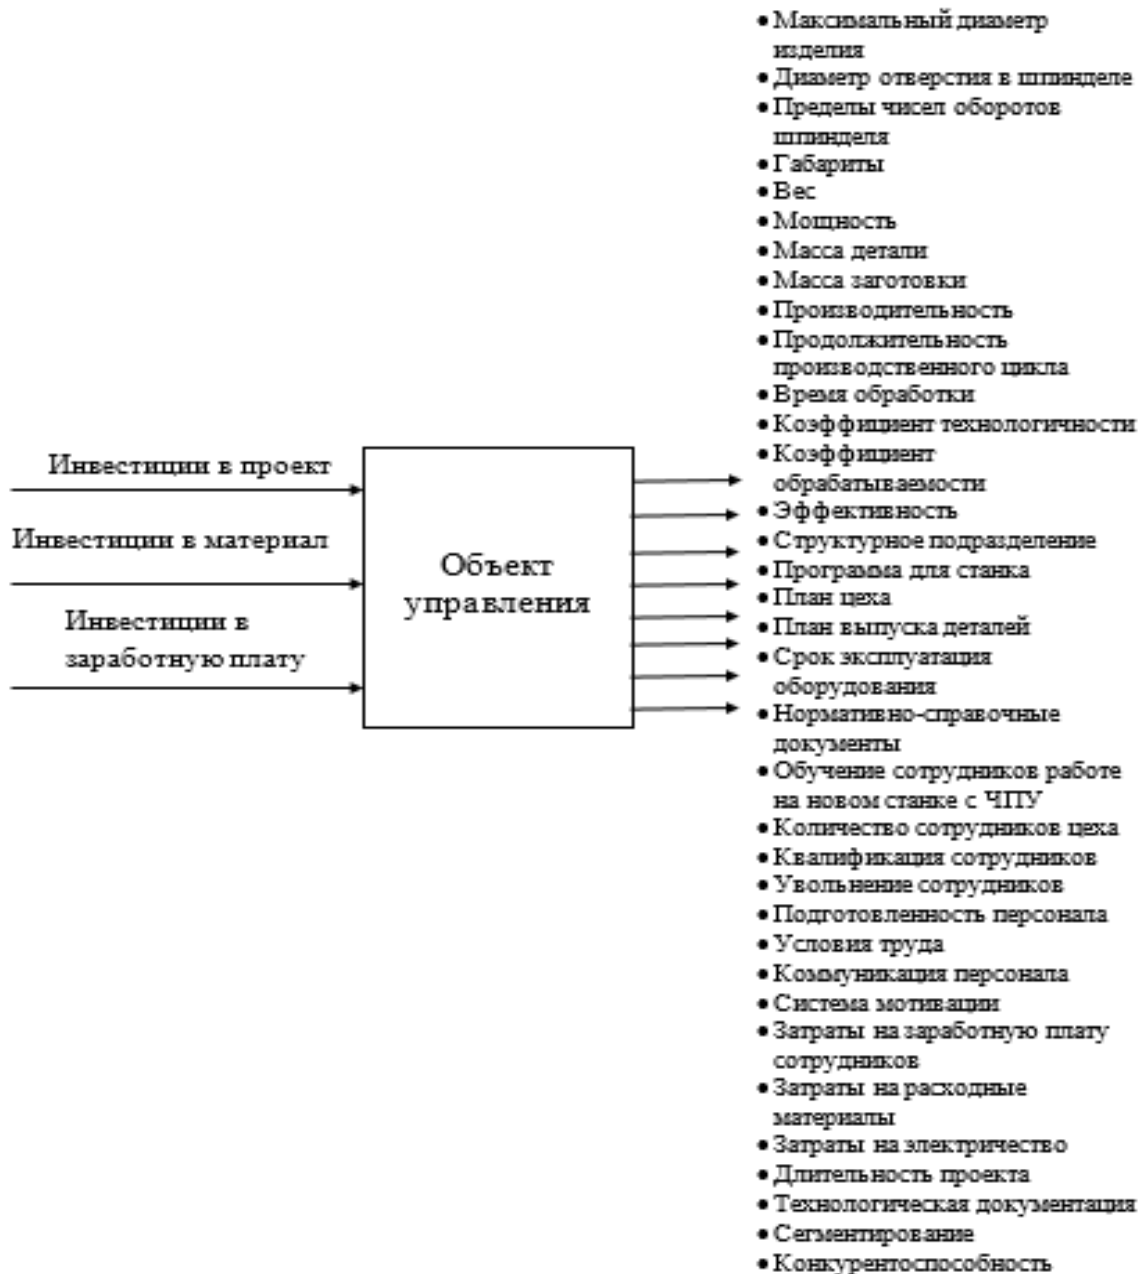 Инвестиции в проект
Инвестиции в материал
Инвестиции в
заработную плату
Объект
управления
• Максимальный диаметр
изделия
• Диаметр отверстия в шпинделе
• Пределы чисел оборотов
шпинделя
• Габариты
• Вес
• Мощность
• Масса детали
• Масса заготовки
• Производительность
• Продолжительность
производственного цикла
• Время обработки
• Коэффициент технологичности
• Коэффициент
обрабатываемости
• Эффективность
• Структурное подразделение
• Программа для станка
• План цеха
• План выпуска деталей
• Срок эксплуатация
оборудования
• Нормативно-справочные
документы
• Обучение сотрудников работе
на новом станке с ЧПУ
• Количество сотрудников цеха
• Квалификация сотрудников
• Увольнение сотрудников
• Подготовленность персонала
• Условия труда
• Коммуникация персонала
• Система мотивации
• Затраты на заработную плату
сотрудников
• Затраты на расходные
материалы
• Затраты на электричество
• Длительность проекта
• Технологическая документация
• Сегментирование
• Конкурентоспособность